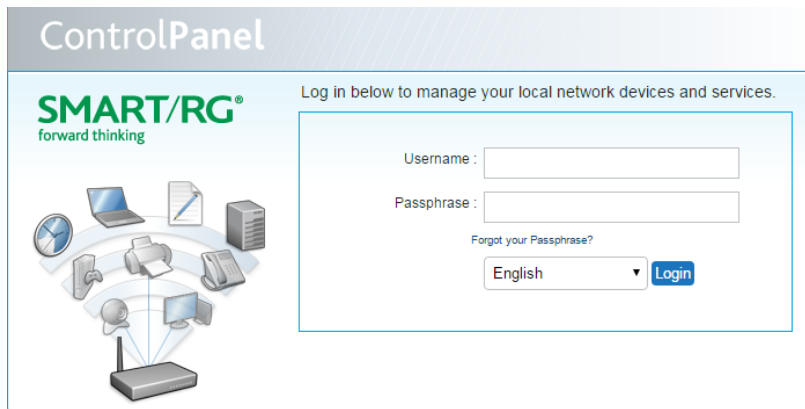 ControlPanel
SMART/RG®
forward thinking
Log in below to manage your local network devices and services.
Username :
Passphrase :
Forgot your Passphrase?
English
Login